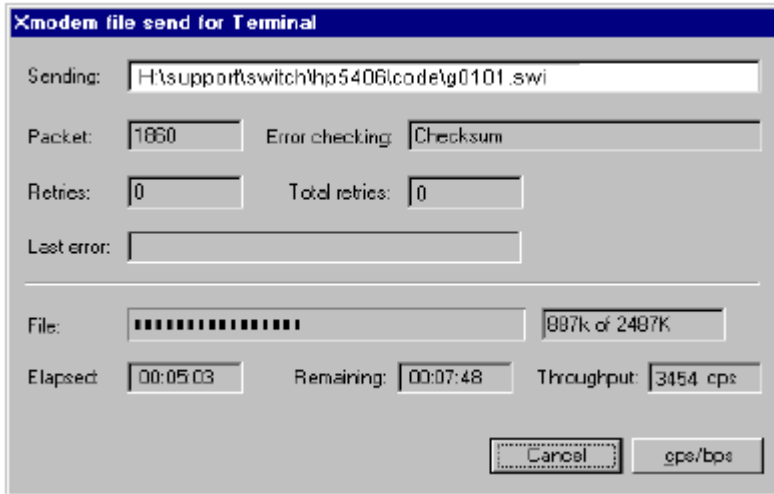 Xmodem file send for Terminal
Sending: H:\support\switch\hp5406\code\g0101.swi
Packet: 1860 Error checking: Checksum
Retries: 0 Total retries: 0
Last error:
File: 887k of 2487K
Elapsed: 00:05:03 Remaining: 00:07:48 Throughput: 3454 cps
Cancel cps/bps